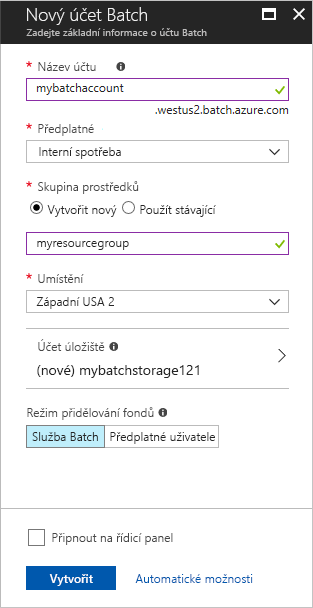 Nový účet Batch
Zadejte základní informace o účtu Batch
* Název účtu
mybatchaccount
.westus2.batch.azure.com
* Předplatné
Interní spotřeba
* Skupina prostředků
Vytvořit nový Použít stávající
myresourcegroup
* Umístění
Západní USA 2
Účet úložiště
(nové) mybatchstorage121
Režim přidělování fondů
Služba Batch Předplatné uživatele
Připnout na řídicí panel
Vytvořit Automatické možnosti